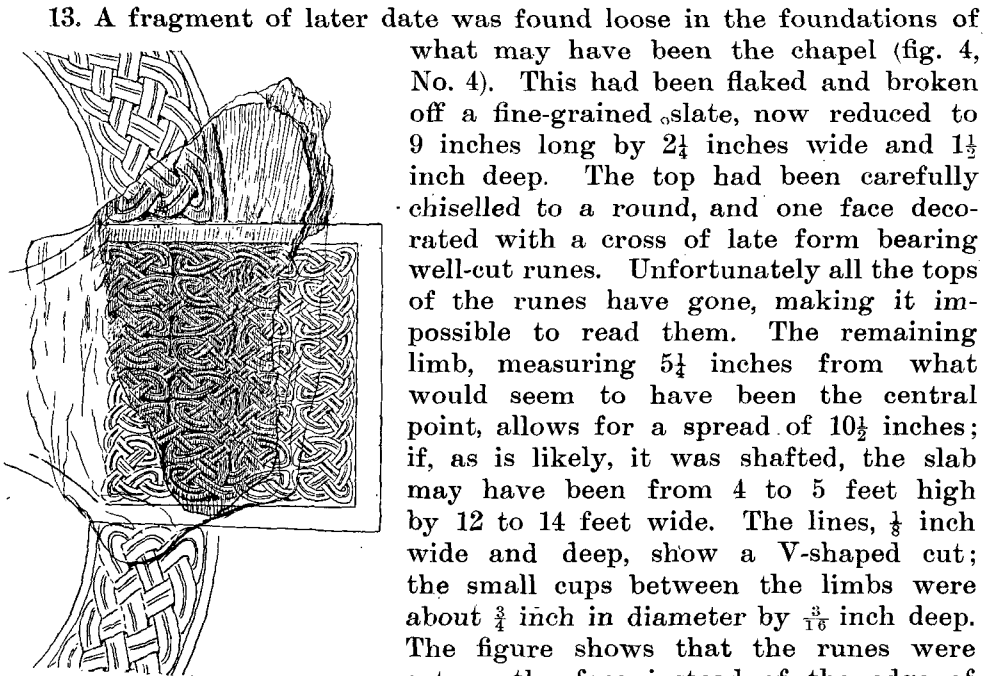 13. A fragment of later date was found loose in the foundations of
what may have been the chapel (fig. 4,
No. 4). This had been flaked and broken
off a fine-grained slate, now reduced to
9 inches long by 2¼ inches wide and 1½
inch deep. The top had been carefully
chiselled to a round, and one face deco-
rated with a cross of late form bearing
well-cut runes. Unfortunately all the tops
of the runes have gone, making it im-
possible to read them. The remaining
limb, measuring 5¼ inches from what
would seem to have been the central
point, allows for a spread of 10½ inches;
if, as is likely, it was shafted, the slab
may have been from 4 to 5 feet high
by 12 to 14 feet wide. The lines, ⅛ inch
wide and deep, show a V-shaped cut;
the small cups between the limbs were
about ¾ inch in diameter by 3/16 inch deep.
The figure shows that the runes were